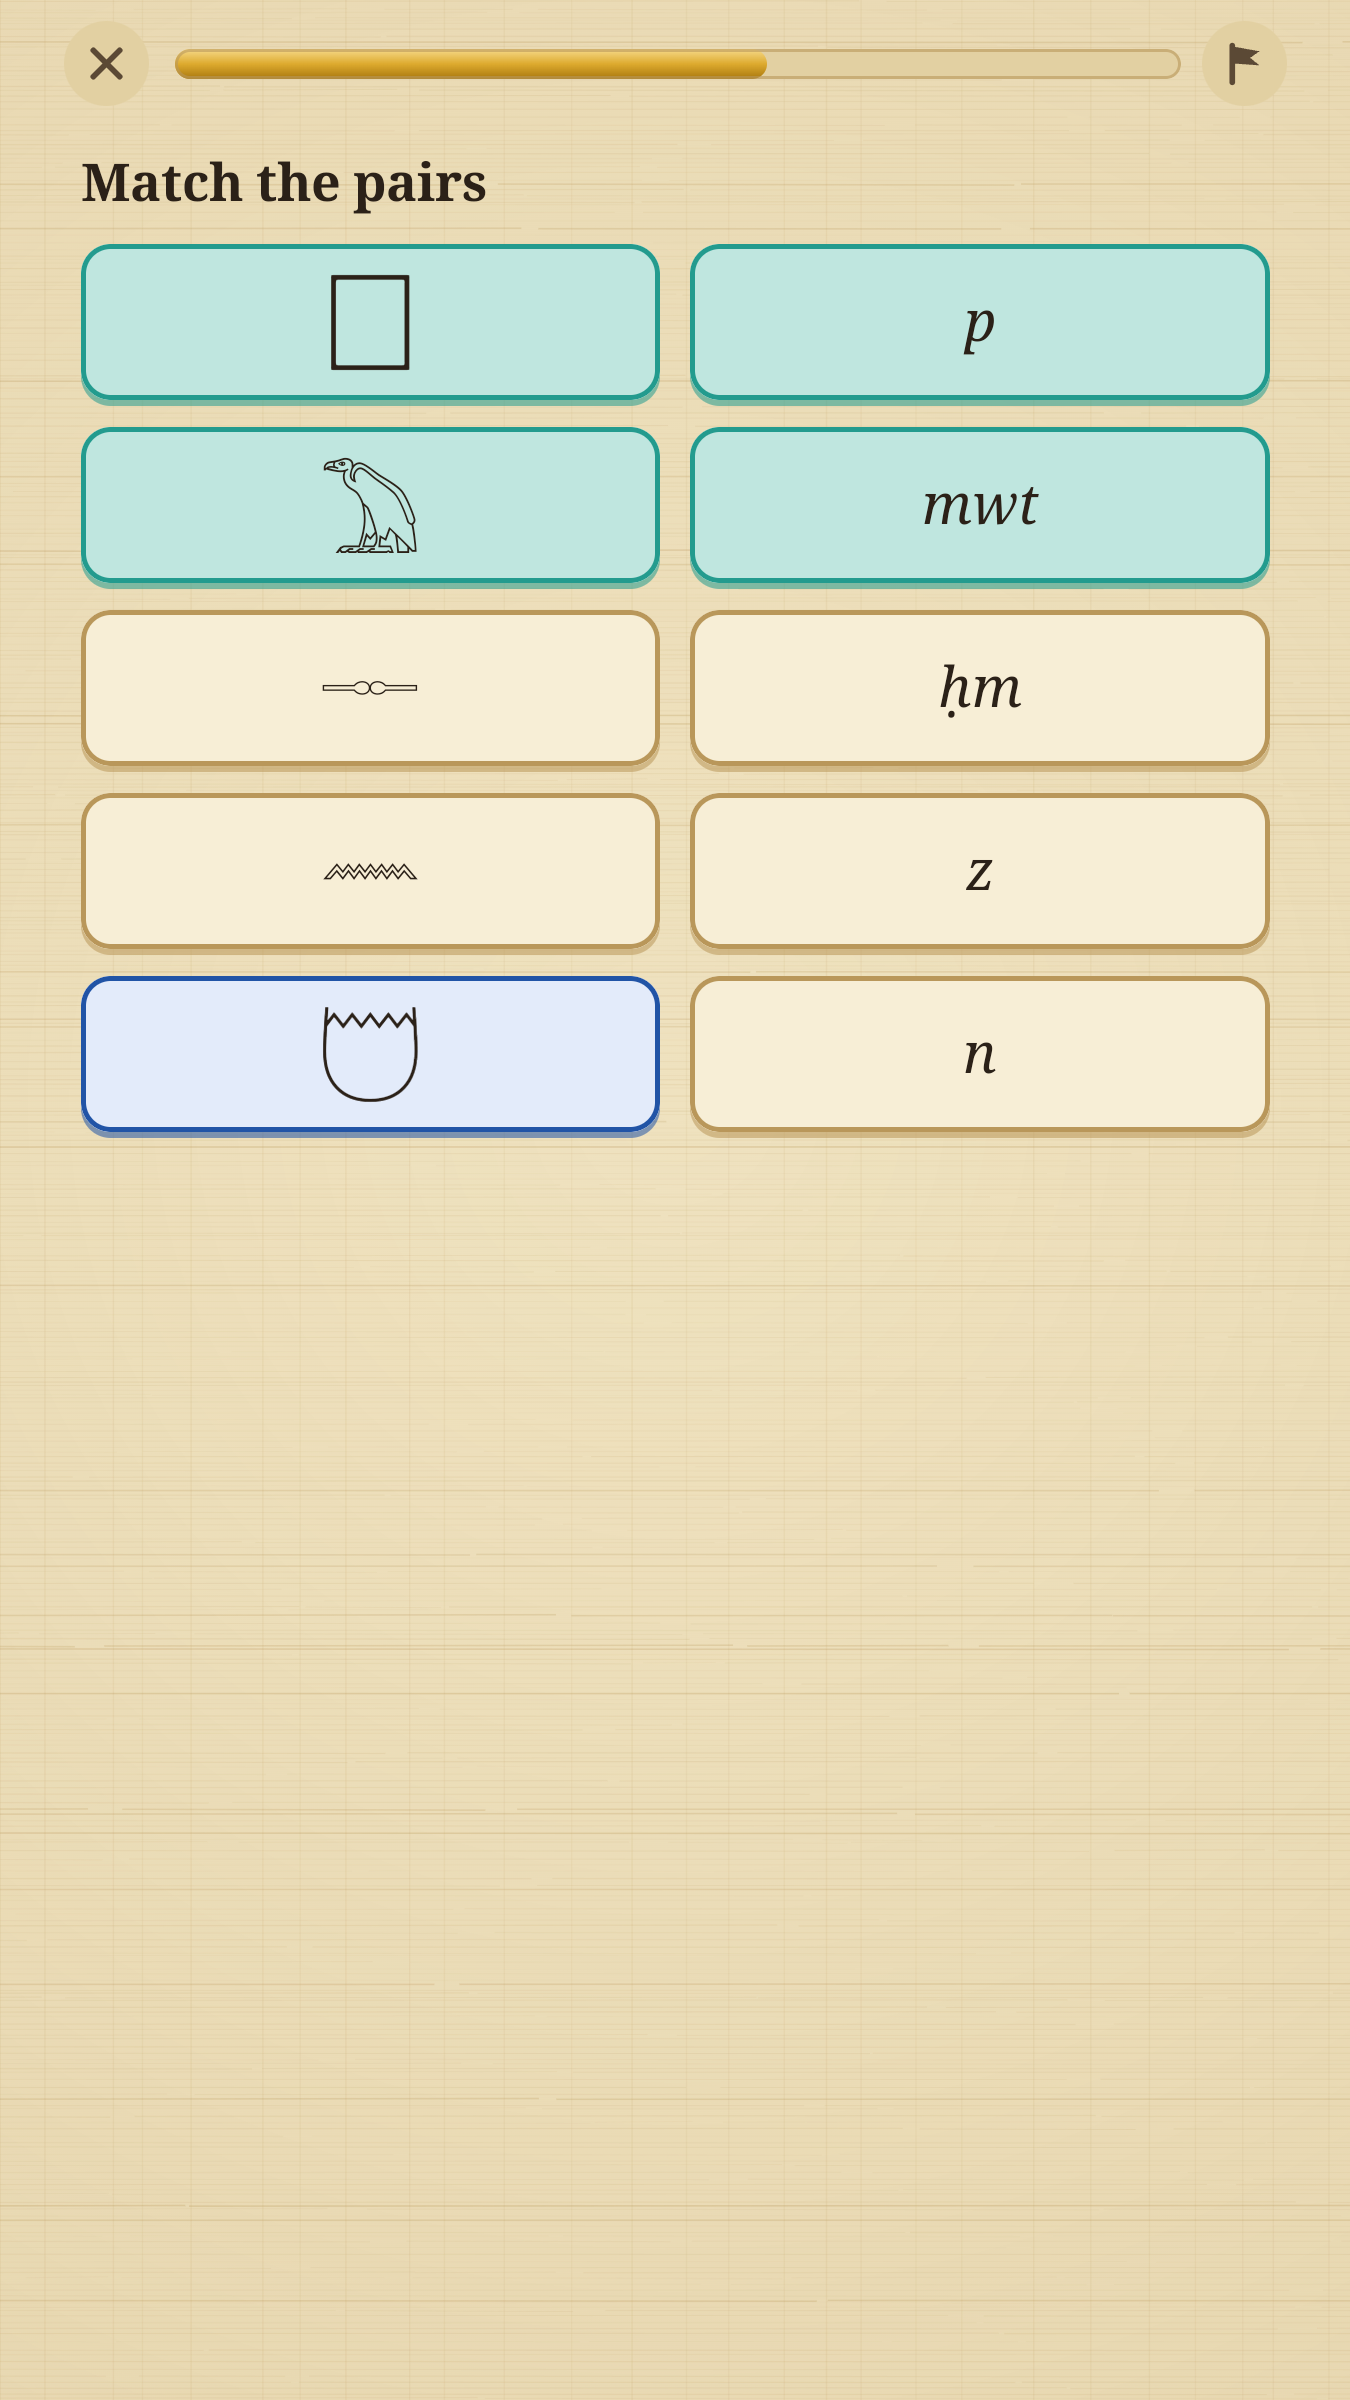 Match the pairs
𓊪 p
𓅐 mwt
𓊃 ḥm
𓈖 z
𓍛 n